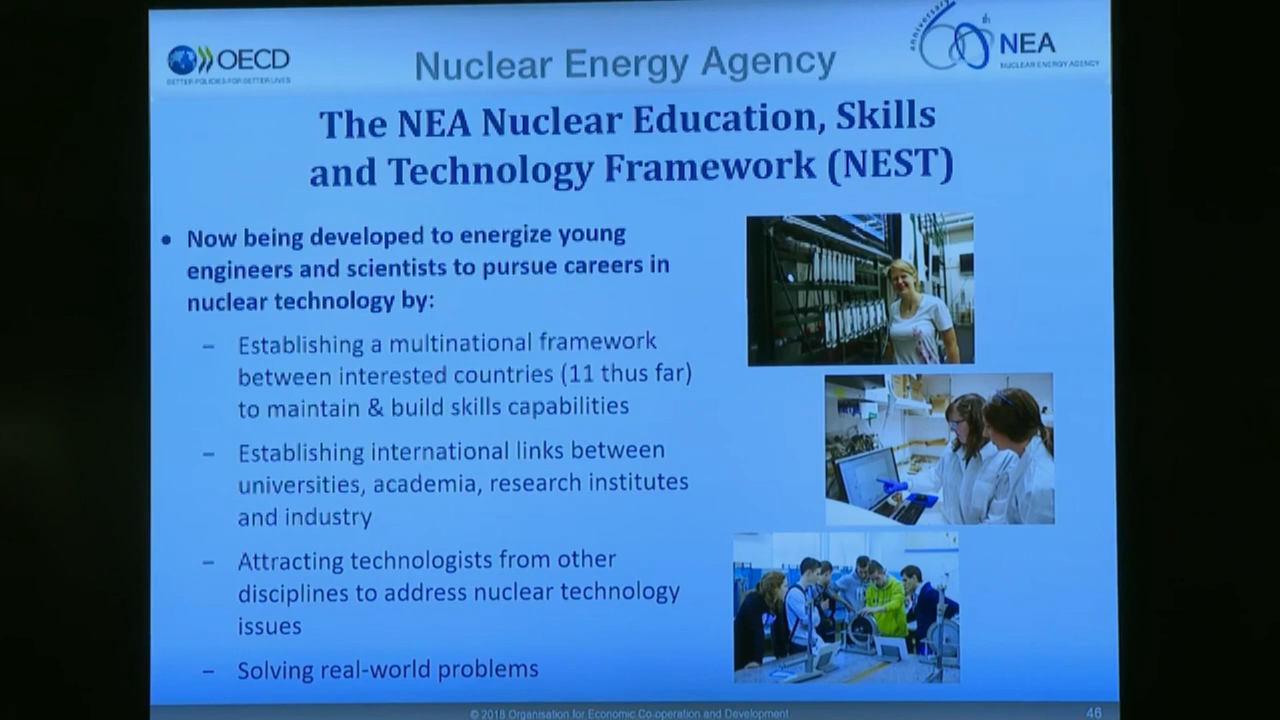 OECD
BETTER POLICIES FOR BETTER LIVES
Nuclear Energy Agency
60th
anniversary
NEA
NUCLEAR ENERGY AGENCY
The NEA Nuclear Education, Skills
and Technology Framework (NEST)
• Now being developed to energize young
engineers and scientists to pursue careers in
nuclear technology by:
– Establishing a multinational framework
between interested countries (11 thus far)
to maintain & build skills capabilities
– Establishing international links between
universities, academia, research institutes
and industry
– Attracting technologists from other
disciplines to address nuclear technology
issues
– Solving real-world problems
© 2018 Organisation for Economic Co-operation and Development
46